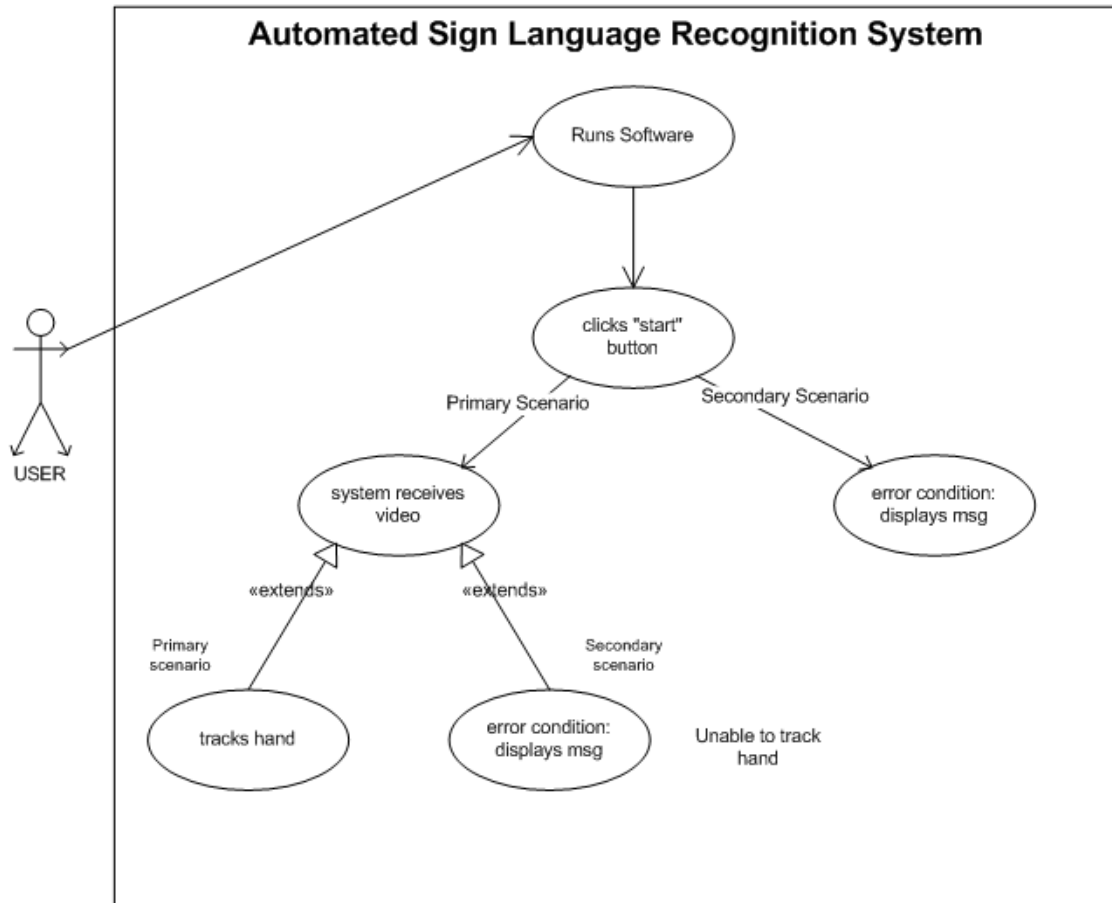 Automated Sign Language Recognition System
Runs Software
clicks "start"
button
Primary Scenario
Secondary Scenario
USER
system receives
video
error condition:
displays msg
«extends»
«extends»
Primary
scenario
Secondary
scenario
tracks hand
error condition:
displays msg
Unable to track
hand